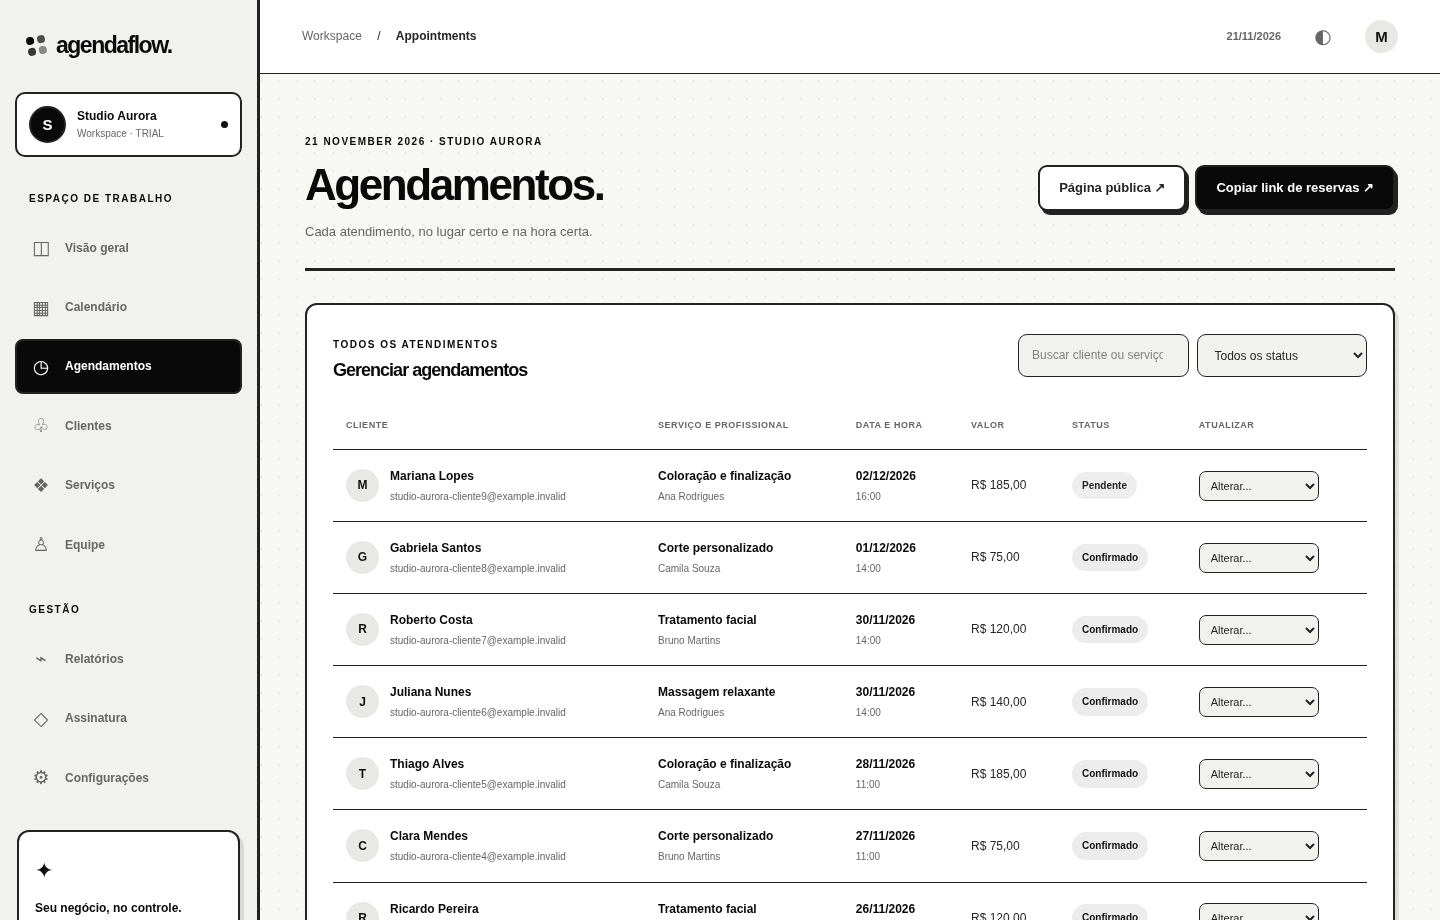 agendaflow.
S
Studio Aurora
Workspace · TRIAL
ESPAÇO DE TRABALHO
Visão geral
Calendário
Agendamentos
Clientes
Serviços
Equipe
GESTÃO
Relatórios
Assinatura
Configurações
Seu negócio, no controle.
Workspace / Appointments
21/11/2026
M
21 NOVEMBER 2026 · STUDIO AURORA
Agendamentos.
Cada atendimento, no lugar certo e na hora certa.
Página pública ↗
Copiar link de reservas ↗
TODOS OS ATENDIMENTOS
Gerenciar agendamentos
Buscar cliente ou serviço
Todos os status
CLIENTE SERVIÇO E PROFISSIONAL DATA E HORA VALOR STATUS ATUALIZAR
M Mariana Lopes Coloração e finalização 02/12/2026 R$ 185,00 Pendente Alterar...
studio-aurora-cliente9@example.invalid Ana Rodrigues 16:00
G Gabriela Santos Corte personalizado 01/12/2026 R$ 75,00 Confirmado Alterar...
studio-aurora-cliente8@example.invalid Camila Souza 14:00
R Roberto Costa Tratamento facial 30/11/2026 R$ 120,00 Confirmado Alterar...
studio-aurora-cliente7@example.invalid Bruno Martins 14:00
J Juliana Nunes Massagem relaxante 30/11/2026 R$ 140,00 Confirmado Alterar...
studio-aurora-cliente6@example.invalid Ana Rodrigues 14:00
T Thiago Alves Coloração e finalização 28/11/2026 R$ 185,00 Confirmado Alterar...
studio-aurora-cliente5@example.invalid Camila Souza 11:00
C Clara Mendes Corte personalizado 27/11/2026 R$ 75,00 Confirmado Alterar...
studio-aurora-cliente4@example.invalid Bruno Martins 11:00
R Ricardo Pereira Tratamento facial 26/11/2026 R$ 120,00 Confirmado Alterar...